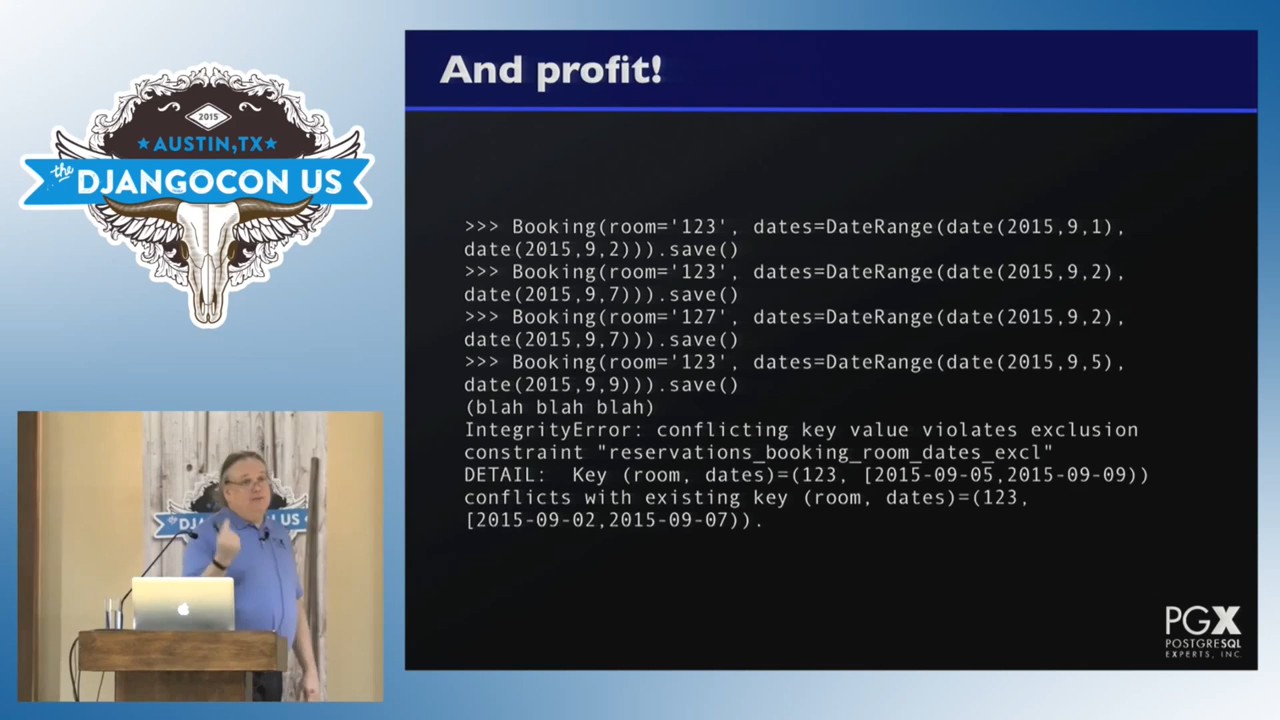 2015
AUSTIN, TX
the
DJANGOCON US
And profit!
>>> Booking(room='123', dates=DateRange(date(2015,9,1),
date(2015,9,2))).save()
>>> Booking(room='123', dates=DateRange(date(2015,9,2),
date(2015,9,7))).save()
>>> Booking(room='127', dates=DateRange(date(2015,9,2),
date(2015,9,7))).save()
>>> Booking(room='123', dates=DateRange(date(2015,9,5),
date(2015,9,9))).save()
(blah blah blah)
IntegrityError: conflicting key value violates exclusion
constraint "reservations_booking_room_dates_excl"
DETAIL:  Key (room, dates)=(123, [2015-09-05,2015-09-09))
conflicts with existing key (room, dates)=(123,
[2015-09-02,2015-09-07)).
DJANGOCON US
PGX
POSTGRESQL
EXPERTS, INC.